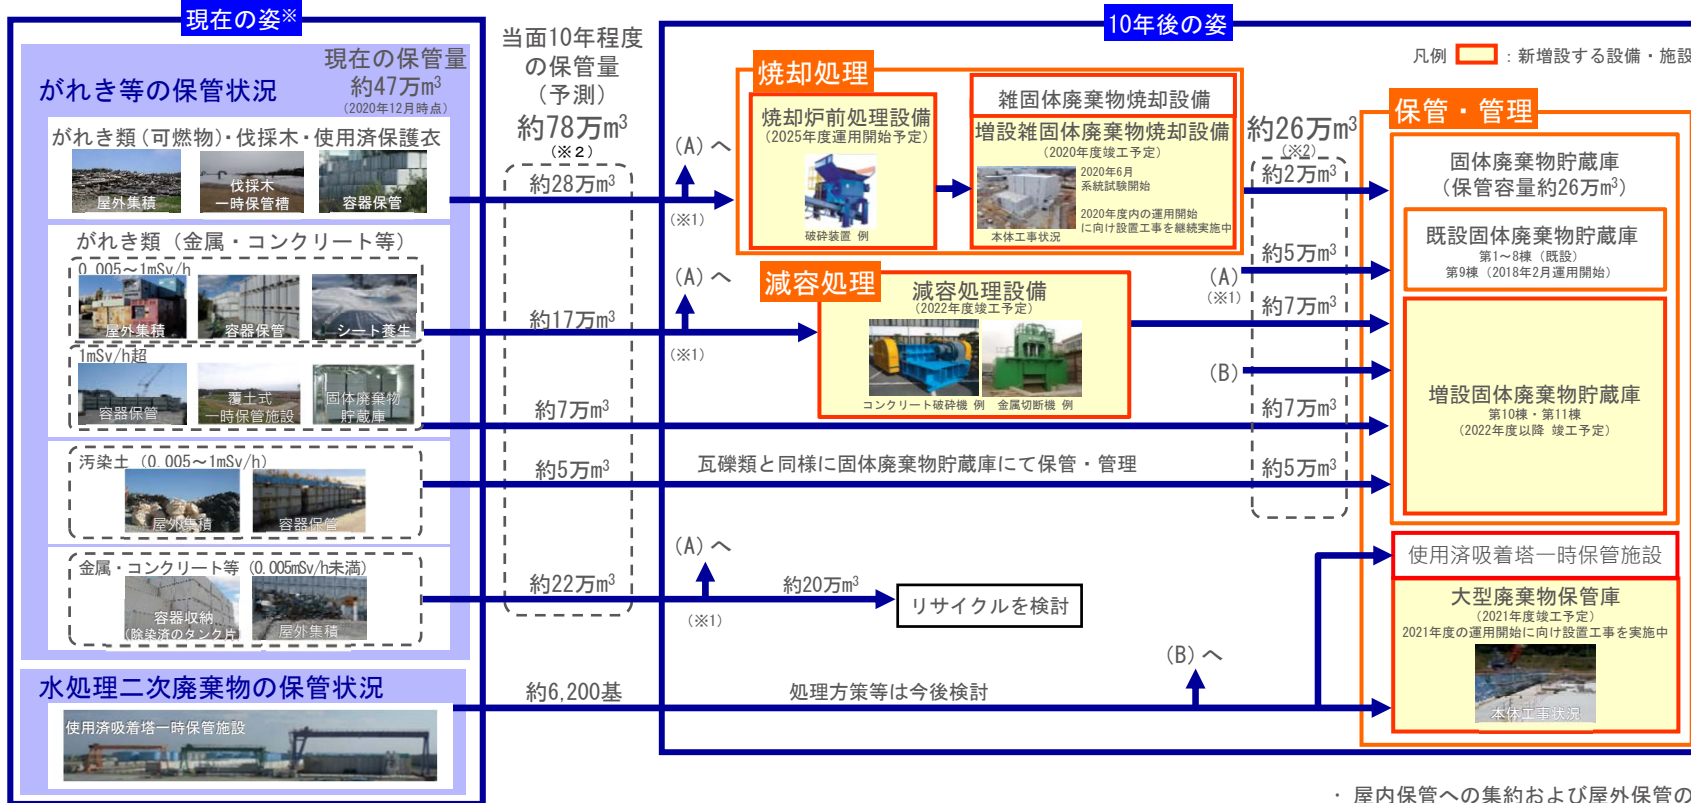 現在の姿※
がれき等の保管状況
現在の保管量
約47万m³
(2020年12月時点)
がれき類(可燃物)・伐採木・使用済保護衣
屋外集積
伐採木
一時保管槽
容器保管
がれき類(金属・コンクリート等)
0.005～1mSv/h
屋外集積
容器保管
シート養生
1mSv/h超
容器保管
覆土式
一時保管施設
固体廃棄物
貯蔵庫
汚染土(0.005～1mSv/h)
屋外集積
容器保管
金属・コンクリート等(0.005mSv/h未満)
容器収納
(除染済のタンク片)
屋外集積
水処理二次廃棄物の保管状況
使用済吸着塔一時保管施設
当面10年程度
の保管量
(予測)
約78万m³
(※2)
約28万m³
約17万m³
約7万m³
約5万m³
約22万m³
約6,200基
10年後の姿
凡例 : 新増設する設備・施設
(A)へ
(※1)
焼却処理
焼却炉前処理設備
(2025年度運用開始予定)
破砕装置 例
雑固体廃棄物焼却設備
増設雑固体廃棄物焼却設備
(2020年度竣工予定)
2020年6月
系統試験開始
2020年度内の運用開始
に向け設置工事を継続実施中
本体工事状況
(A)へ
(※1)
減容処理
減容処理設備
(2022年度竣工予定)
コンクリート破砕機 例
金属切断機 例
瓦礫類と同様に固体廃棄物貯蔵庫にて保管・管理
(A)へ
(※1)
約20万m³
リサイクルを検討
処理方策等は今後検討
(B)へ
約26万m³
(※2)
約2万m³
約5万m³
(A)
(※1)
約7万m³
(B)
約7万m³
約5万m³
保管・管理
固体廃棄物貯蔵庫
(保管容量約26万m³)
既設固体廃棄物貯蔵庫
第1～8棟(既設)
第9棟(2018年2月運用開始)
増設固体廃棄物貯蔵庫
第10棟・第11棟
(2022年度以降 竣工予定)
使用済吸着塔一時保管施設
大型廃棄物保管庫
(2021年度竣工予定)
2021年度の運用開始に向け設置工事を実施中
本体工事状況
・ 屋内保管への集約および屋外保管の